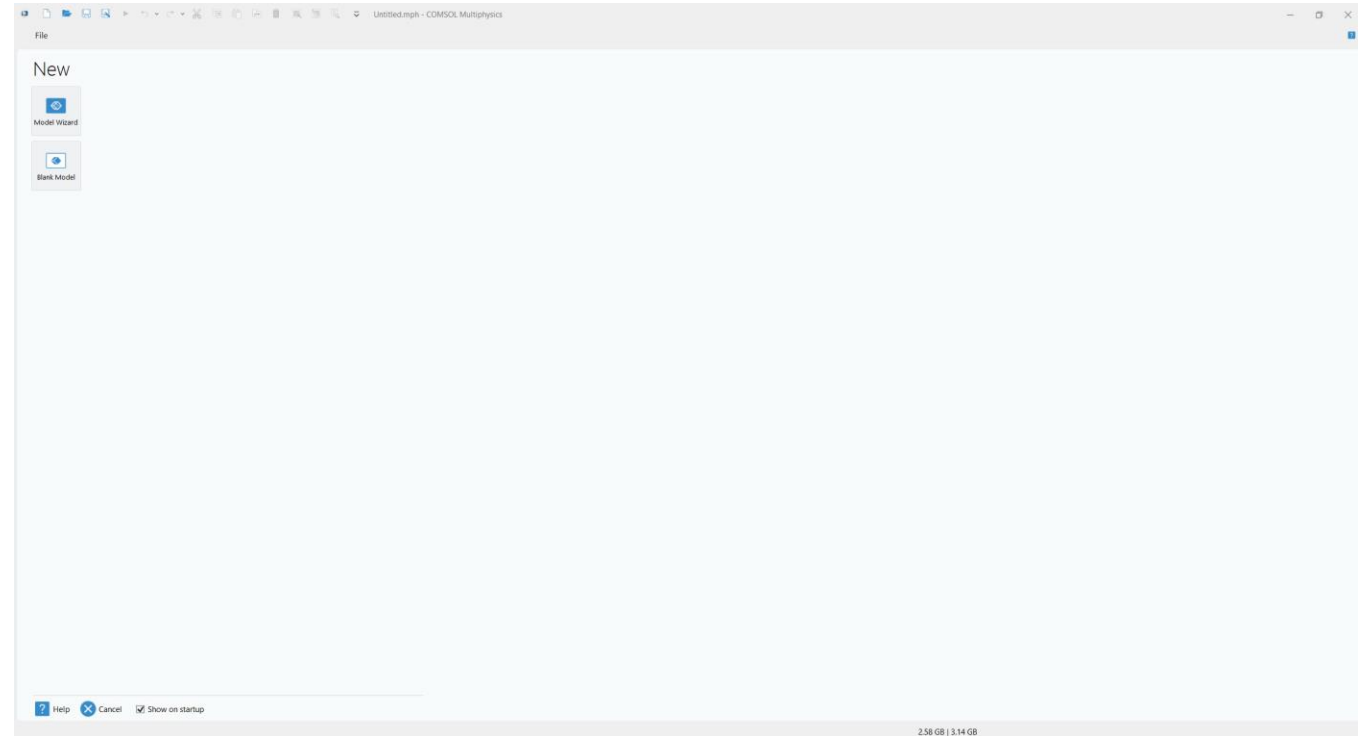 Untitled.mph - COMSOL Multiphysics
File
New
Model Wizard
Blank Model
? Help Cancel Show on startup
2.58 GB | 3.14 GB